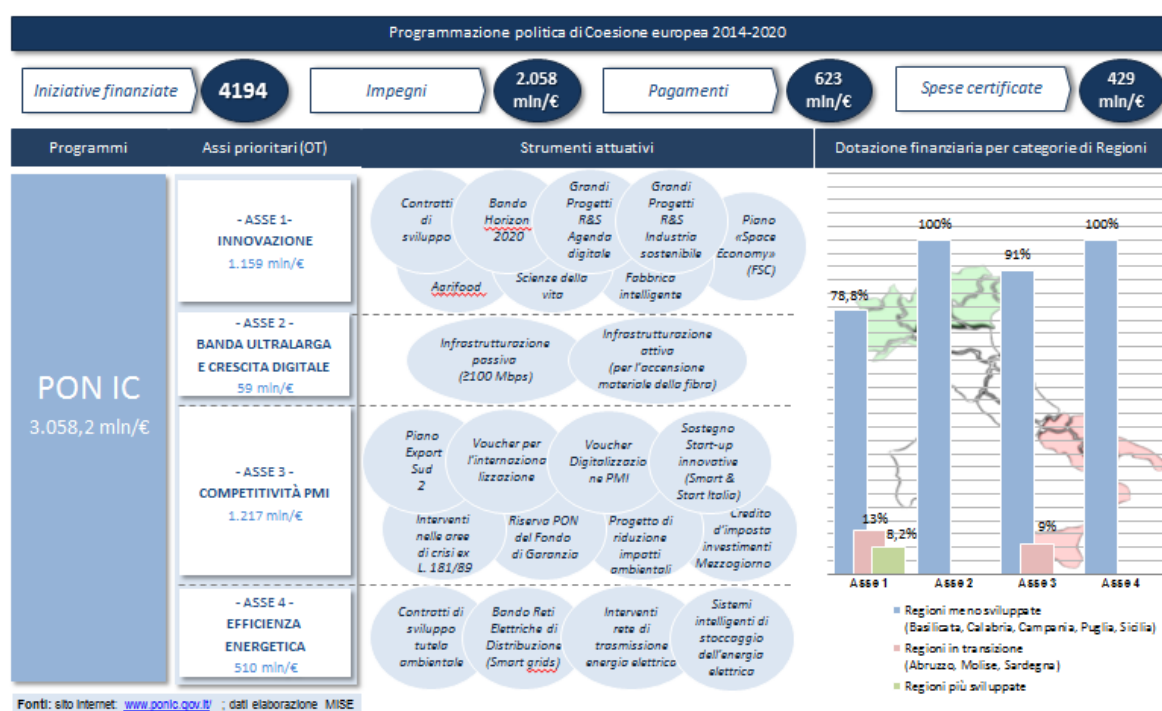 Programmazione politica di Coesione europea 2014-2020
Iniziative finanziate
4194
Impegni
2.058
mln/€
Pagamenti
623
mln/€
Spese certificate
429
mln/€
Programmi
Assi prioritari (OT)
Strumenti attuativi
Dotazione finanziaria per categorie di Regioni
PON IC
3.058,2 mln/€
- ASSE 1-
INNOVAZIONE
1.159 mln/€
Contratti
di
sviluppo
Bando
Horizon
2020
Grandi
Progetti
R&S
Agenda
digitale
Grandi
Progetti
R&S
Industria
sostenibile
Piano
«Space
Economy»
(FSC)
Agrifood
Scienze della
vita
Fabbrica
intelligente
- ASSE 2 -
BANDA ULTRALARGA
E CRESCITA DIGITALE
59 mln/€
Infrastrutturazione
passiva
(≥100 Mbps)
Infrastrutturazione
attiva
(per l'accensione
materiale della fibra)
- ASSE 3 -
COMPETITIVITÀ PMI
1.217 mln/€
Piano
Export
Sud
2
Voucher per
l'internaziona
lizzazione
Voucher
Digitalizzazio
ne PMI
Sostegno
Start-up
innovative
(Smart &
Start Italia)
Interventi
nelle aree
di crisi ex
L. 181/89
Riserva PON
del Fondo
di Garanzia
Progetto di
riduzione
impatti
ambientali
Credito
d'imposta
investimenti
Mezzogiorno
- ASSE 4 -
EFFICIENZA
ENERGETICA
510 mln/€
Contratti di
sviluppo
tutela
ambientale
Bando Reti
Elettriche di
Distribuzione
(Smart grids)
Interventi
rete di
trasmissione
energia elettrica
Sistemi
intelligenti di
stoccaggio
dell'energia
elettrica
78,8%
13%
8,2%
100%
91%
9%
100%
Asse 1
Asse 2
Asse 3
Asse 4
Regioni meno sviluppate
(Basilicata, Calabria, Campania, Puglia, Sicilia)
Regioni in transizione
(Abruzzo, Molise, Sardegna)
Regioni più sviluppate
Fonti: sito Internet: www.ponic.gov.it/ ; dati elaborazione MISE